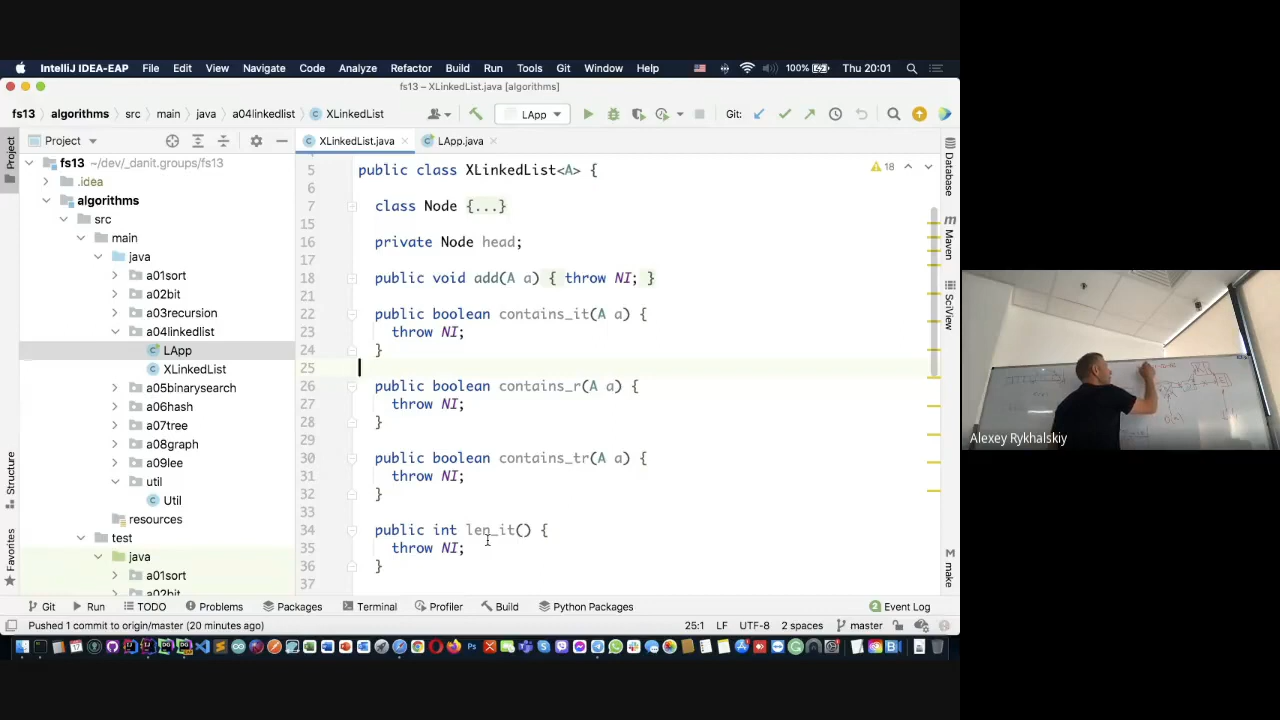 IntelliJ IDEA-EAP File Edit View Navigate Code Analyze Refactor Build Run Tools Git Window Help 100% Thu 20:01
fs13 – XLinkedList.java [algorithms]
fs13 algorithms src main java a04linkedlist XLinkedList LApp Git:
Project
XLinkedList.java
LApp.java
fs13 ~/dev/_danit.groups/fs13
.idea
algorithms
src
main
java
a01sort
a02bit
a03recursion
a04linkedlist
LApp
XLinkedList
a05binarysearch
a06hash
a07tree
a08graph
a09lee
util
Util
resources
test
java
a01sort
a02bit
18
5 public class XLinkedList<A> {
6
7 class Node {...}
15
16 private Node head;
17
18 public void add(A a) { throw NI; }
21
22 public boolean contains_it(A a) {
23 throw NI;
24 }
25
26 public boolean contains_r(A a) {
27 throw NI;
28 }
29
30 public boolean contains_tr(A a) {
31 throw NI;
32 }
33
34 public int len_it() {
35 throw NI;
36 }
37
Project
Structure
Favorites
Database
Maven
SciView
make
Git Run TODO Problems Packages Terminal Profiler Build Python Packages 2 Event Log
Pushed 1 commit to origin/master (20 minutes ago) 25:1 LF UTF-8 2 spaces master
Alexey Rykhalskiy